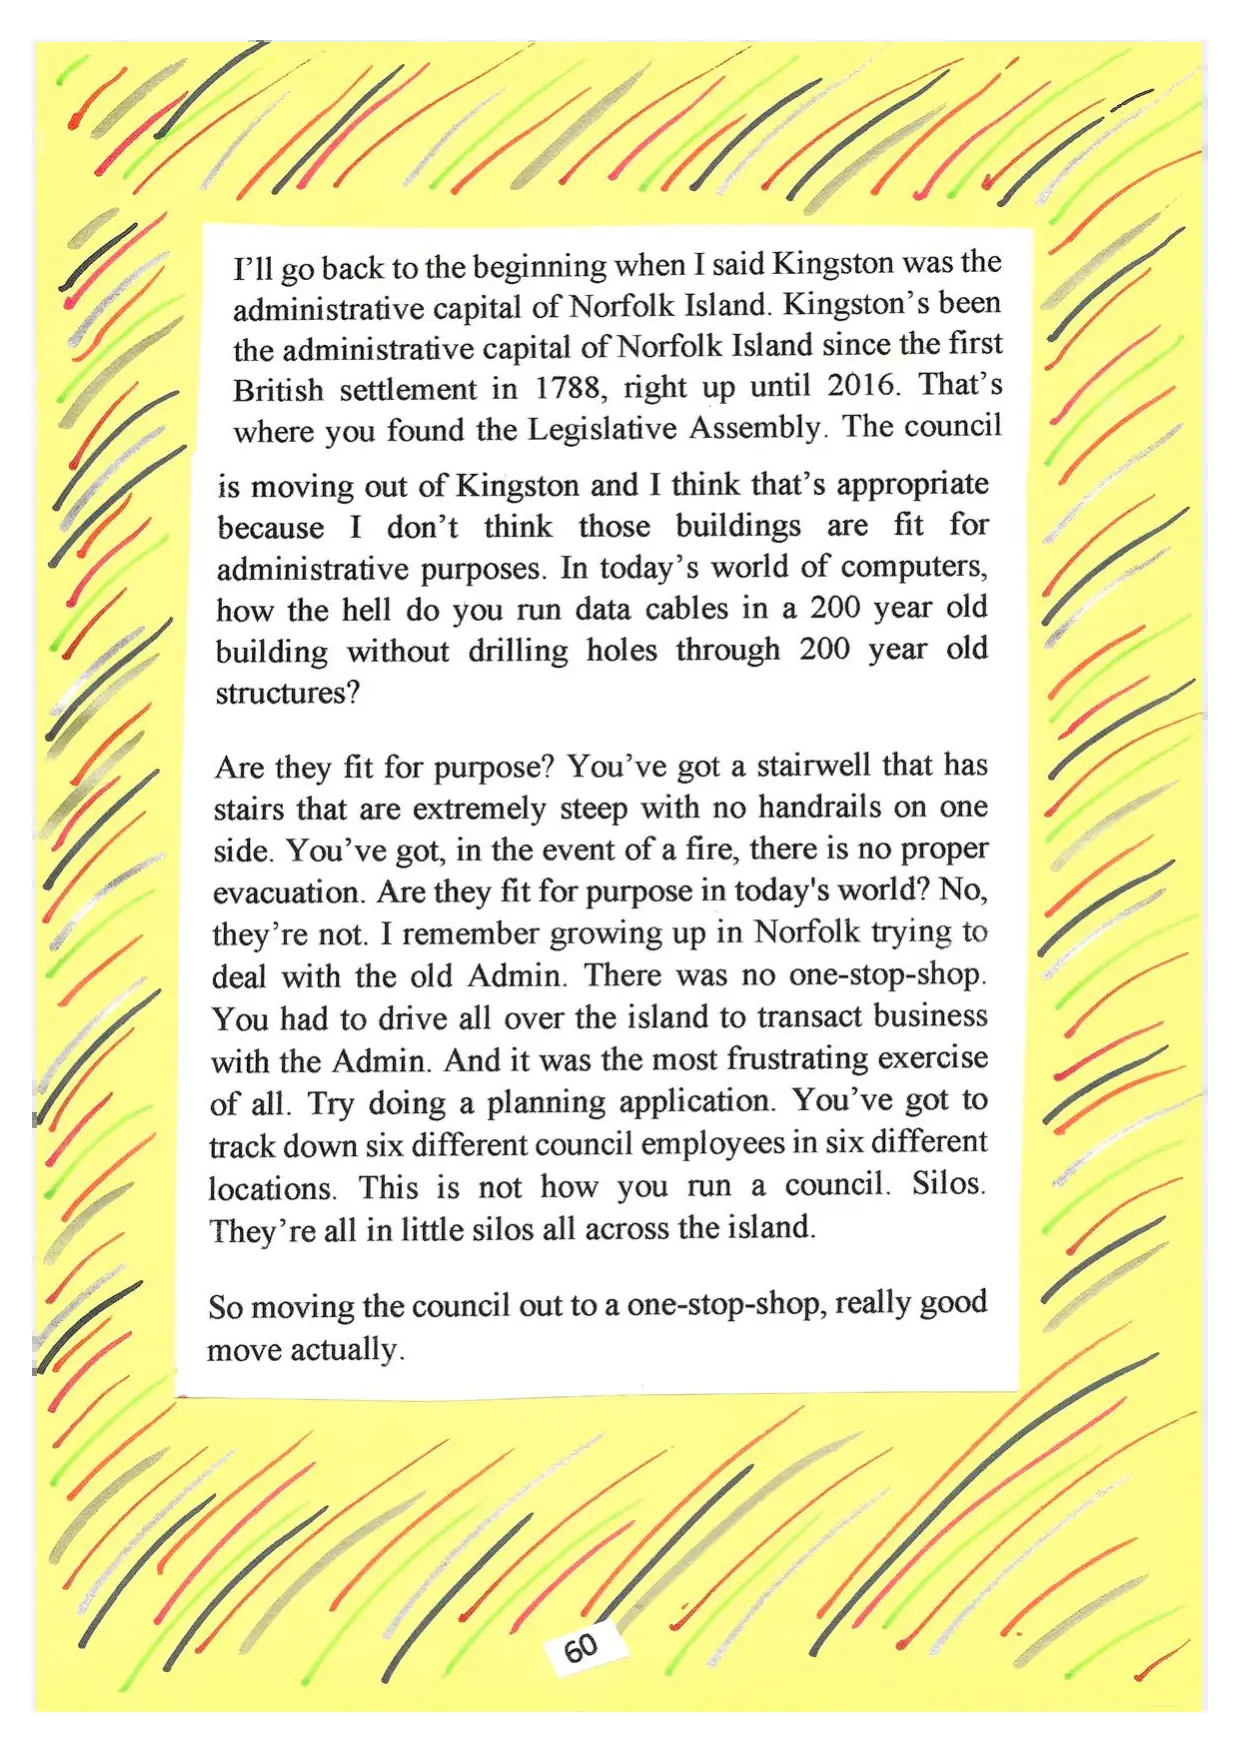 I’ll go back to the beginning when I said Kingston was the
administrative capital of Norfolk Island. Kingston’s been
the administrative capital of Norfolk Island since the first
British settlement in 1788, right up until 2016. That’s
where you found the Legislative Assembly. The council
is moving out of Kingston and I think that’s appropriate
because I don’t think those buildings are fit for
administrative purposes. In today’s world of computers,
how the hell do you run data cables in a 200 year old
building without drilling holes through 200 year old
structures?
Are they fit for purpose? You’ve got a stairwell that has
stairs that are extremely steep with no handrails on one
side. You’ve got, in the event of a fire, there is no proper
evacuation. Are they fit for purpose in today's world? No,
they’re not. I remember growing up in Norfolk trying to
deal with the old Admin. There was no one-stop-shop.
You had to drive all over the island to transact business
with the Admin. And it was the most frustrating exercise
of all. Try doing a planning application. You’ve got to
track down six different council employees in six different
locations. This is not how you run a council. Silos.
They’re all in little silos all across the island.
So moving the council out to a one-stop-shop, really good
move actually.
60